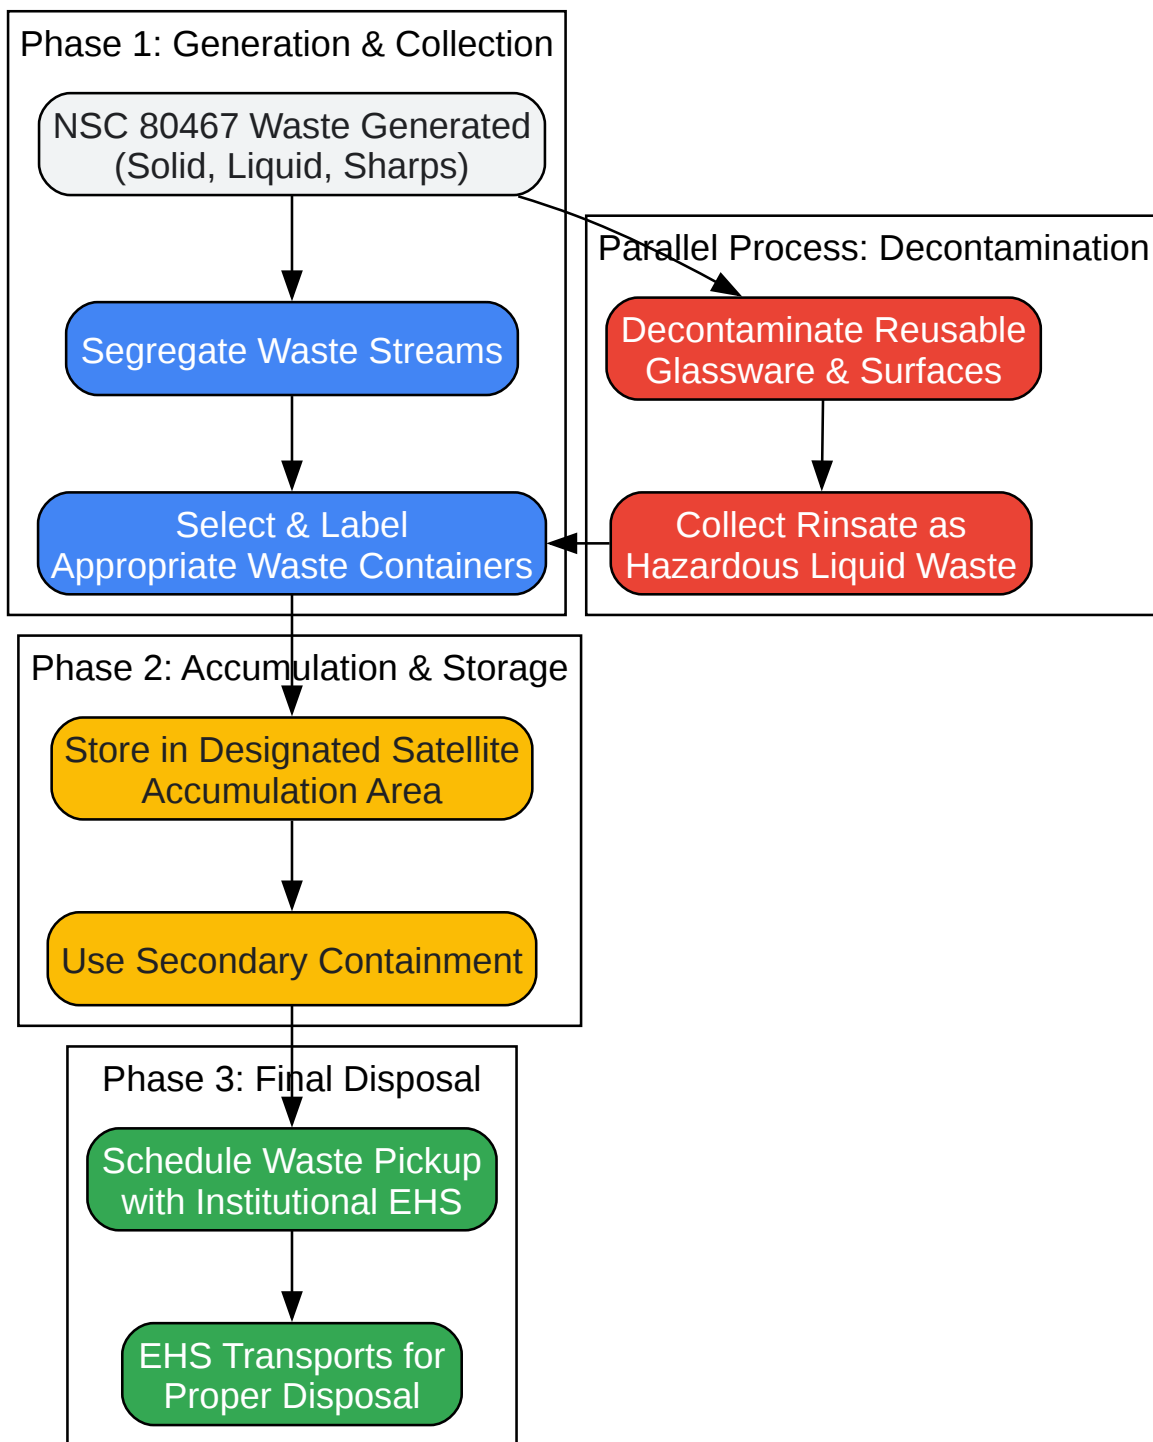 Phase 1: Generation & Collection
NSC 80467 Waste Generated
(Solid, Liquid, Sharps)
Segregate Waste Streams
Select & Label
Appropriate Waste Containers
Parallel Process: Decontamination
Decontaminate Reusable
Glassware & Surfaces
Collect Rinsate as
Hazardous Liquid Waste
Phase 2: Accumulation & Storage
Store in Designated Satellite
Accumulation Area
Use Secondary Containment
Phase 3: Final Disposal
Schedule Waste Pickup
with Institutional EHS
EHS Transports for
Proper Disposal